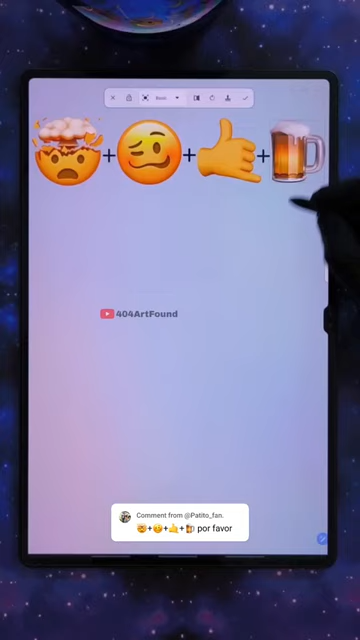 🤯+🥴+🤙+🍺
404ArtFound
Comment from @Patito_fan.
🤯+🥴+🤙+🍺 por favor